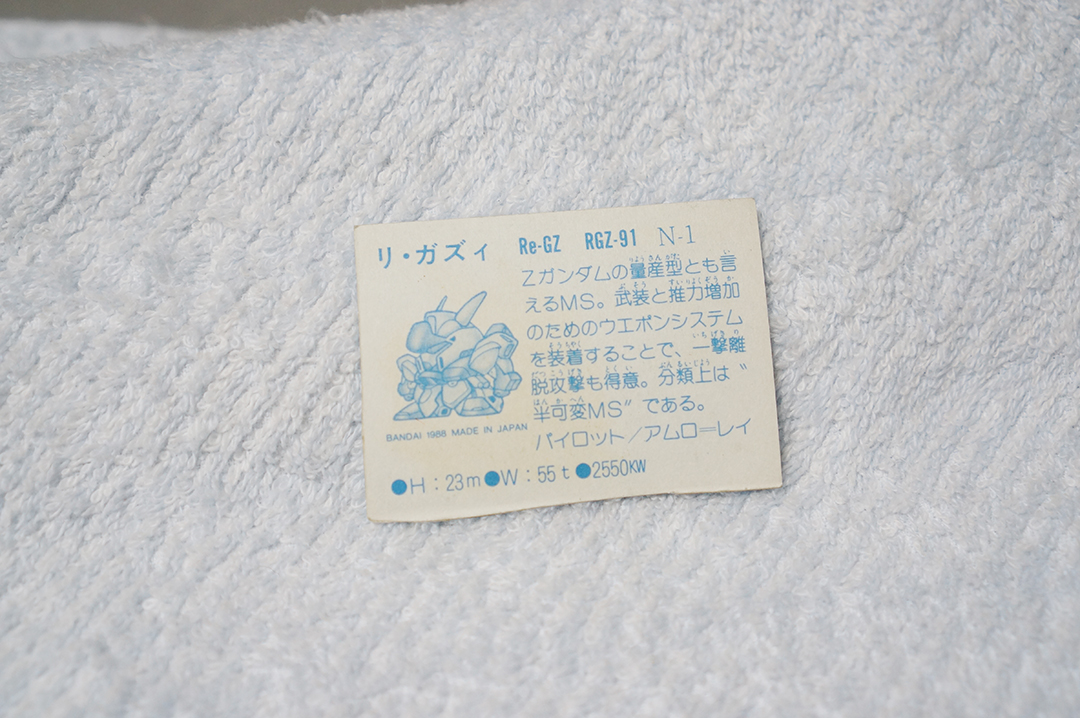 リ・ガズィ Re-GZ RGZ-91 N-1
Ζガンダムの量産型とも言
えるMS。武装と推力増加
のためのウエポンシステム
を装着することで、一撃離
脱攻撃も得意。分類上は〝
半可変MS〟である。
パイロット/アムロ=レイ
BANDAI 1988 MADE IN JAPAN
●H:23m●W:55t●2550KW